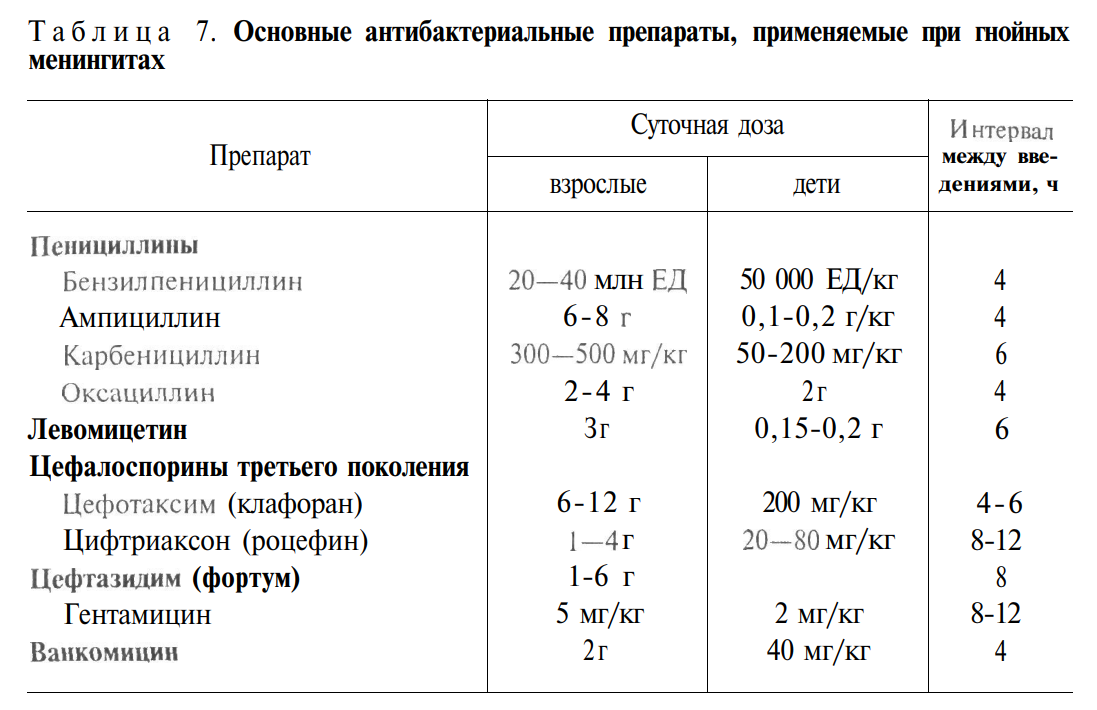 Таблица 7. Основные антибактериальные препараты, применяемые при гнойных
менингитах
Препарат
Суточная доза
взрослые
дети
Интервал
между вве-
дениями, ч
Пенициллины
Бензилпенициллин 20—40 млн ЕД 50 000 ЕД/кг 4
Ампициллин 6-8 г 0,1-0,2 г/кг 4
Карбенициллин 300—500 мг/кг 50-200 мг/кг 6
Оксациллин 2-4 г 2г 4
Левомицетин 3г 0,15-0,2 г 6
Цефалоспорины третьего поколения
Цефотаксим (клафоран) 6-12 г 200 мг/кг 4-6
Цифтриаксон (роцефин) 1—4г 20—80 мг/кг 8-12
Цефтазидим (фортум) 1-6 г 8
Гентамицин 5 мг/кг 2 мг/кг 8-12
Ванкомицин 2г 40 мг/кг 4